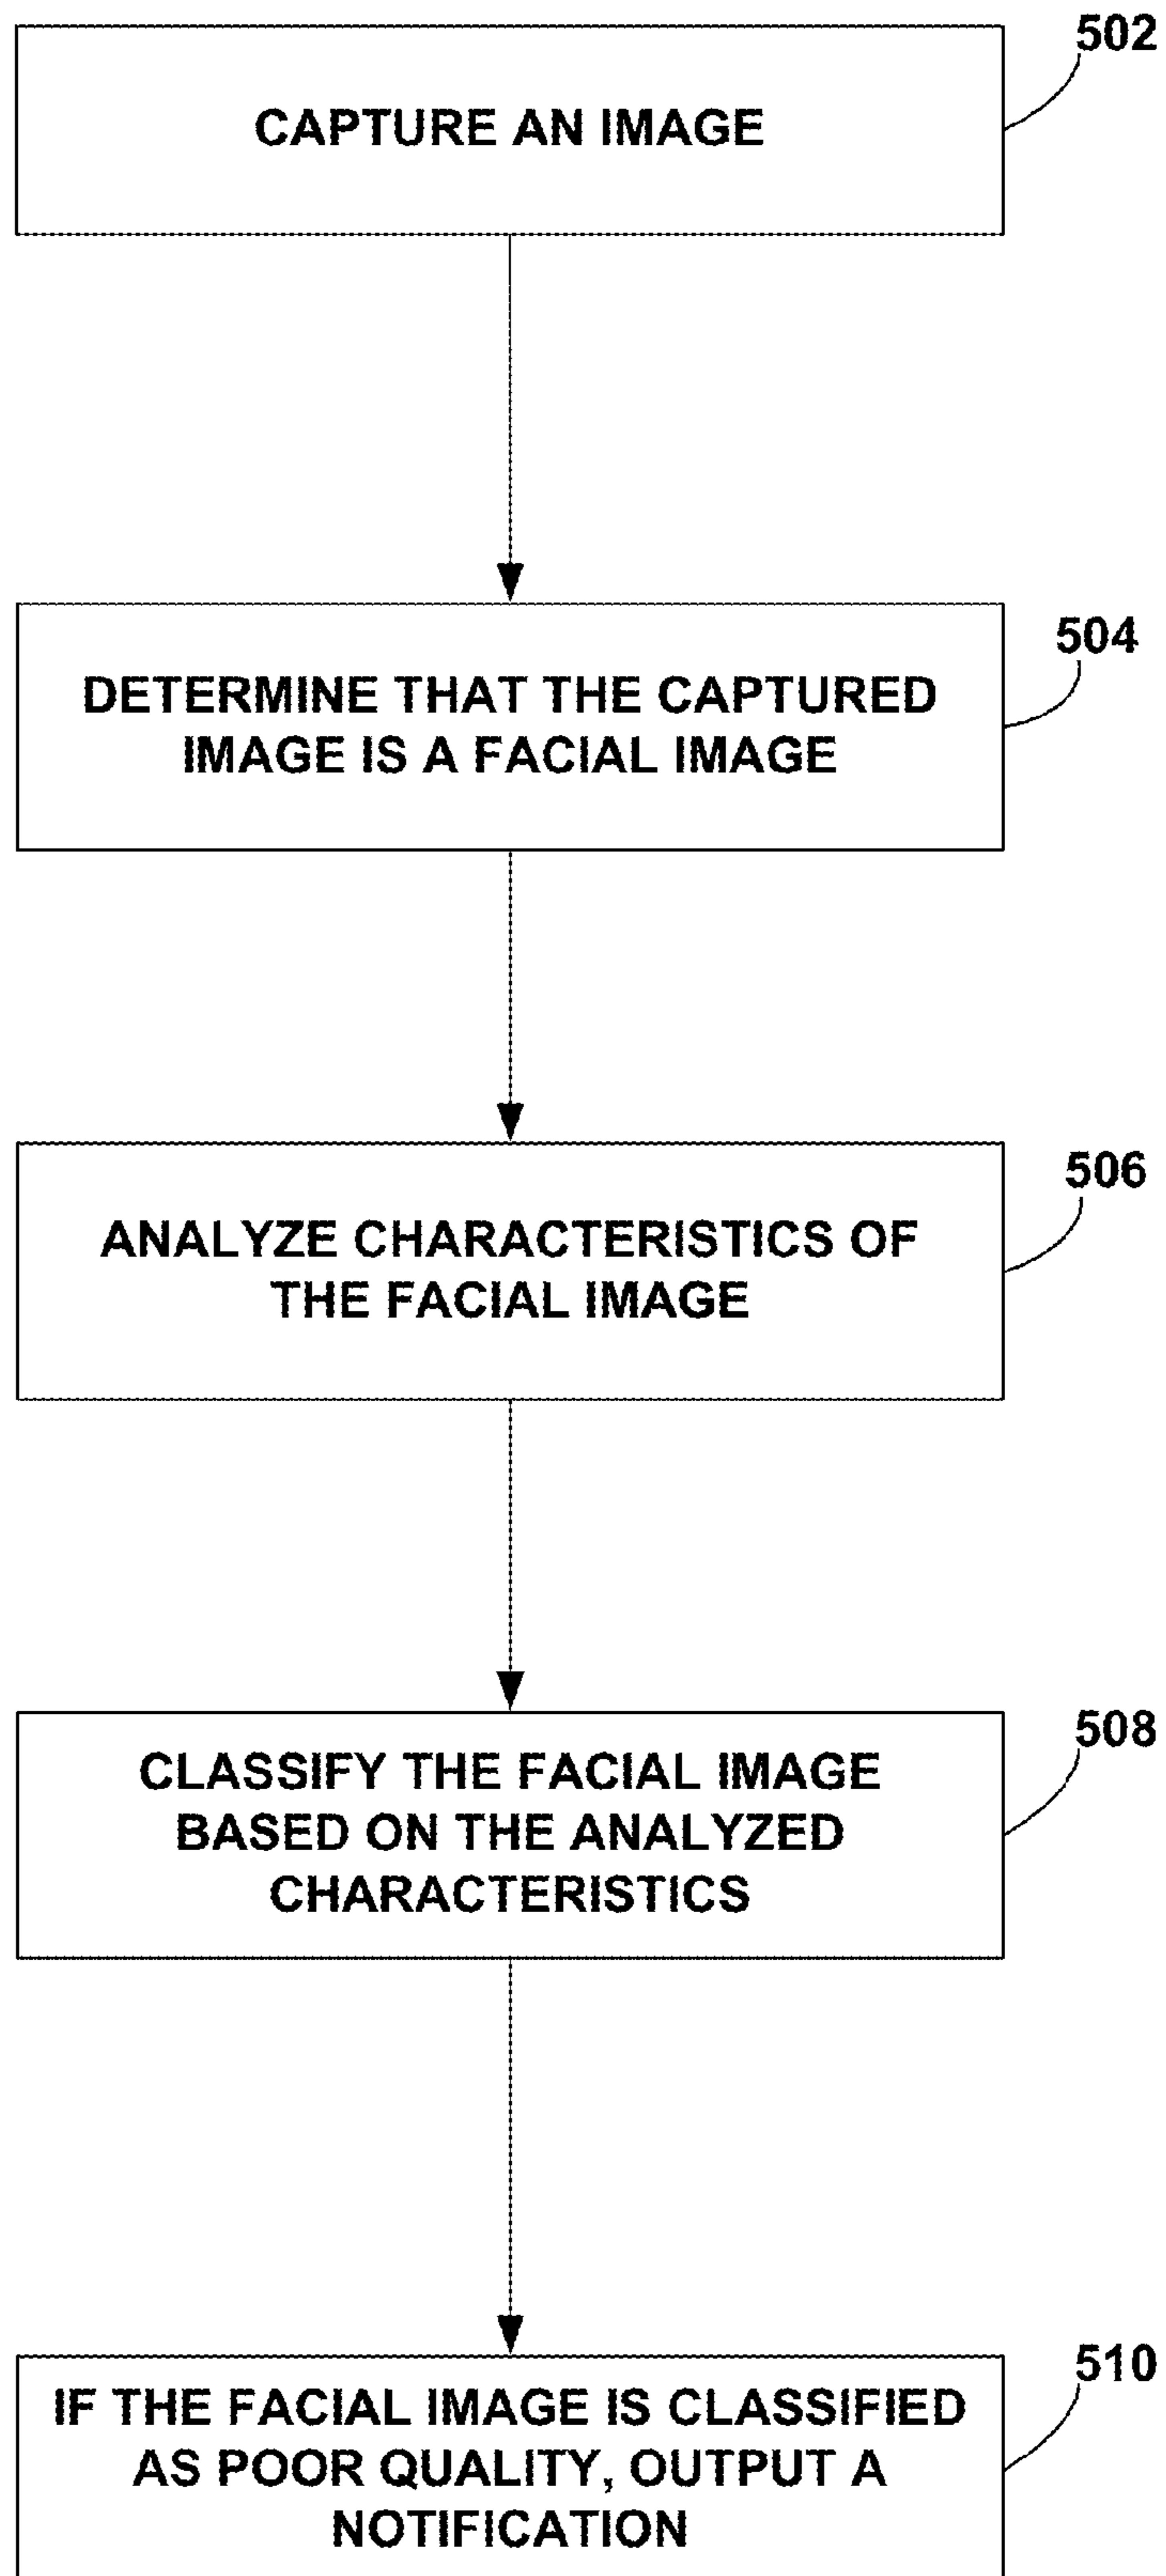 502
CAPTURE AN IMAGE
504
DETERMINE THAT THE CAPTURED
IMAGE IS A FACIAL IMAGE
506
ANALYZE CHARACTERISTICS OF
THE FACIAL IMAGE
508
CLASSIFY THE FACIAL IMAGE
BASED ON THE ANALYZED
CHARACTERISTICS
510
IF THE FACIAL IMAGE IS CLASSIFIED
AS POOR QUALITY, OUTPUT A
NOTIFICATION